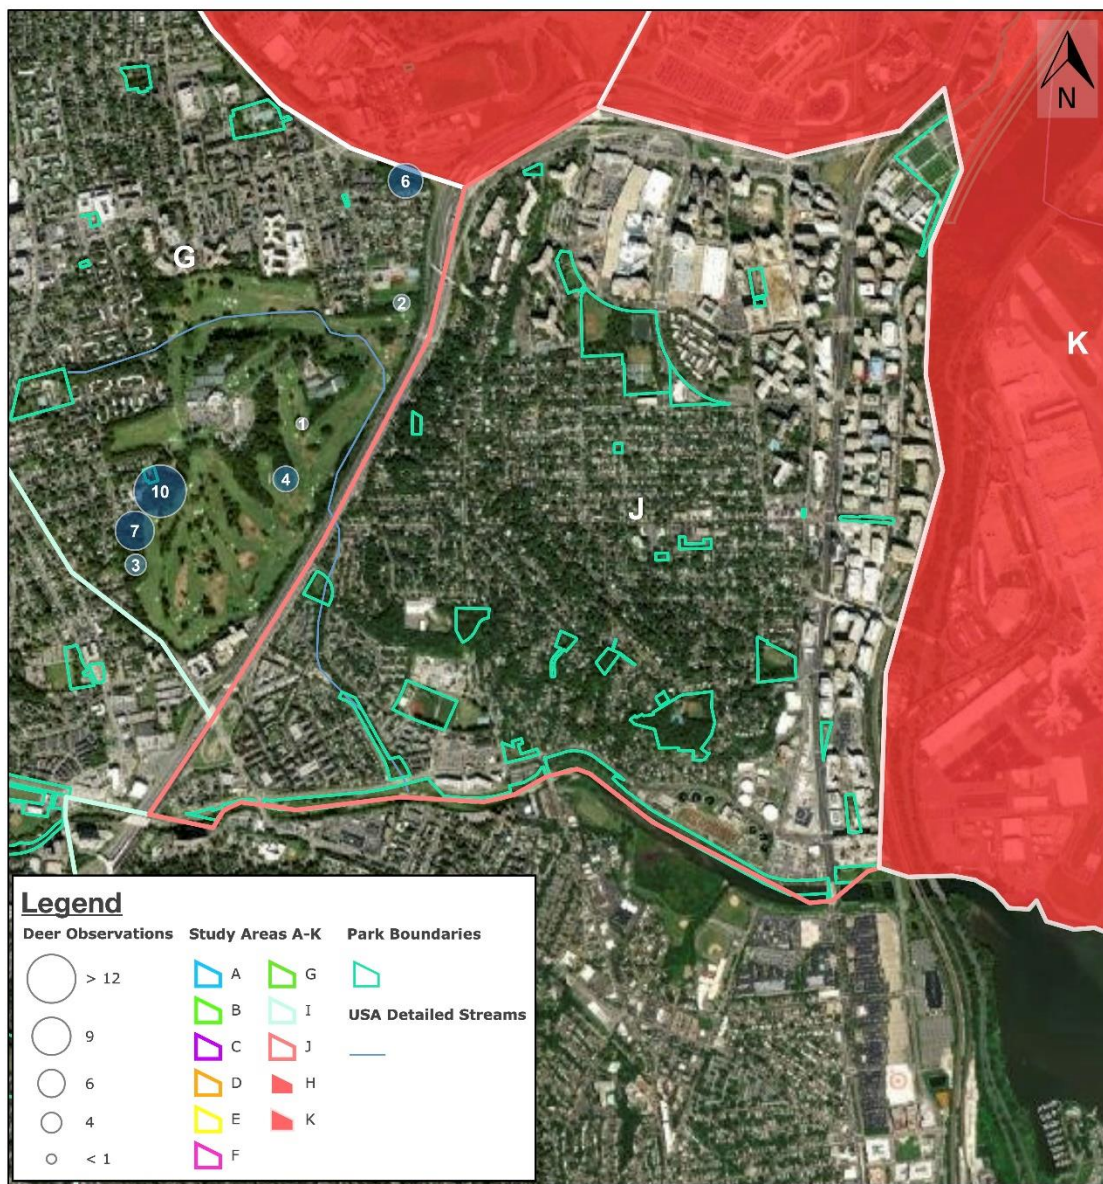 N
6
G
2
K
1
4
10
J
7
3
Legend
Deer Observations Study Areas A-K Park Boundaries
> 12 A G
B I USA Detailed Streams
9 C J
6 D H
4 E K
< 1 F